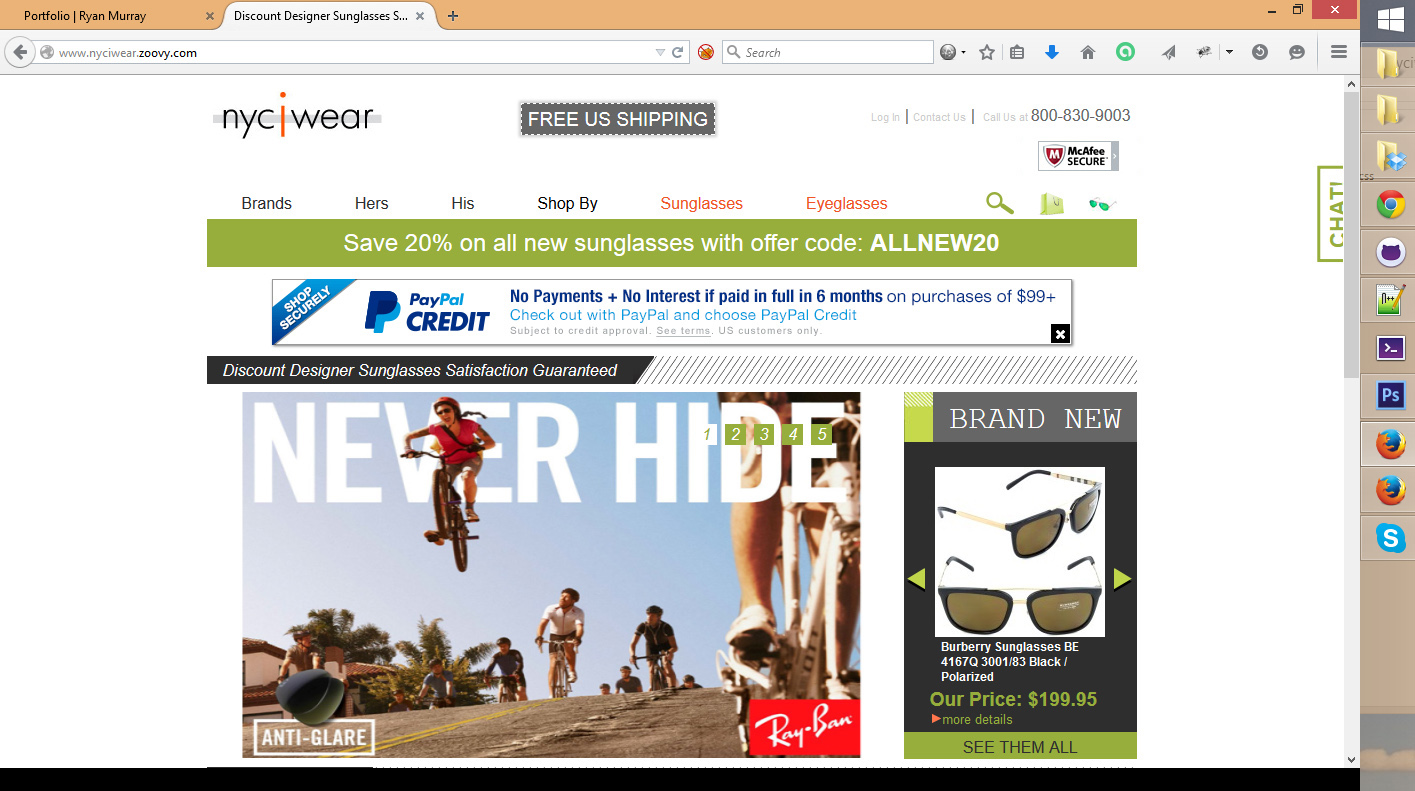 Portfolio | Ryan Murray
Discount Designer Sunglasses S...
www.nyciwear.zoovy.com
Search
nyciwear
FREE US SHIPPING
Log In | Contact Us | Call Us at 800-830-9003
McAfee
SECURE
Brands Hers His Shop By Sunglasses Eyeglasses
CHAT!
css
Save 20% on all new sunglasses with offer code: ALLNEW20
SHOP
SECURELY
PayPal
CREDIT
No Payments + No Interest if paid in full in 6 months on purchases of $99+
Check out with PayPal and choose PayPal Credit
Subject to credit approval. See terms. US customers only.
Discount Designer Sunglasses Satisfaction Guaranteed
NEVER HIDE
1 2 3 4 5
ANTI-GLARE
Ray-Ban
BRAND NEW
Burberry Sunglasses BE
4167Q 3001/83 Black /
Polarized
Our Price: $199.95
more details
SEE THEM ALL
Ps
S